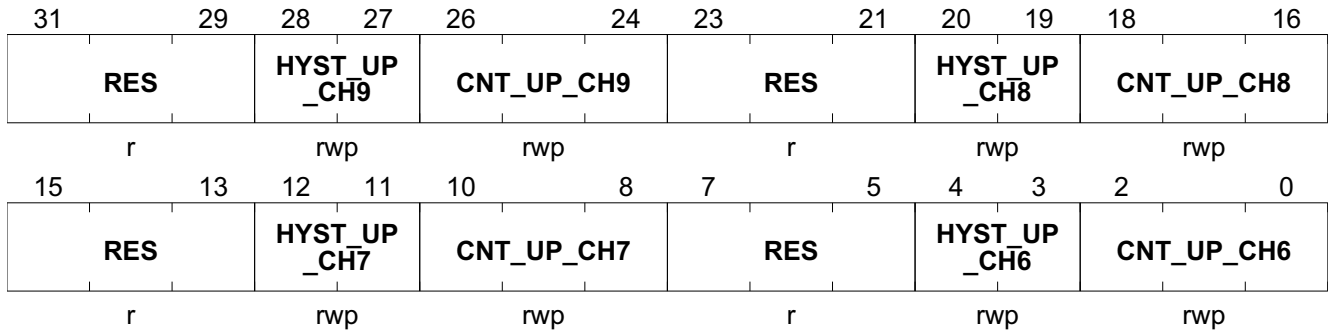 31 29 28 27 26 24 23 21 20 19 18 16
RES HYST_UP_CH9 CNT_UP_CH9 RES HYST_UP_CH8 CNT_UP_CH8
r rwp rwp r rwp rwp
15 13 12 11 10 8 7 5 4 3 2 0
RES HYST_UP_CH7 CNT_UP_CH7 RES HYST_UP_CH6 CNT_UP_CH6
r rwp rwp r rwp rwp